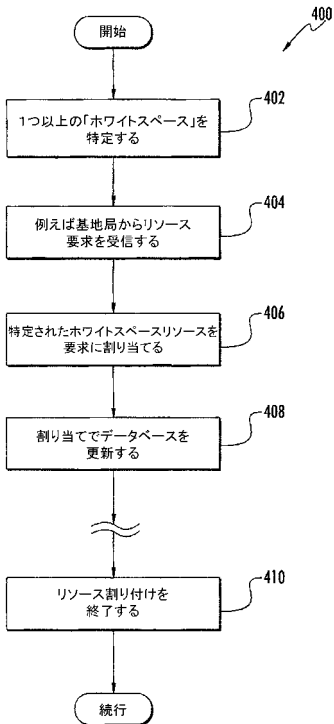 400
開始
402
1つ以上の「ホワイトスペース」を
特定する
404
例えば基地局からリソース
要求を受信する
406
特定されたホワイトスペースリソースを
要求に割り当てる
408
割り当てでデータベースを
更新する
410
リソース割り付けを
終了する
続行